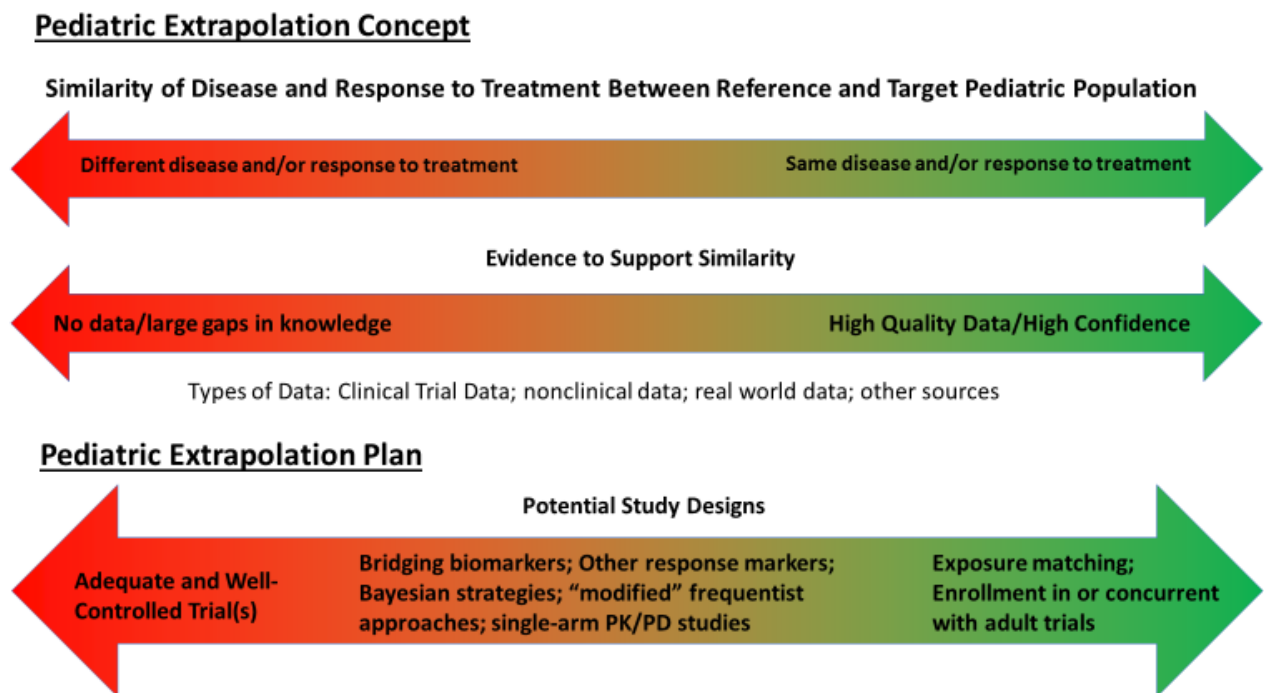 Pediatric Extrapolation Concept
Similarity of Disease and Response to Treatment Between Reference and Target Pediatric Population
Different disease and/or response to treatment
Same disease and/or response to treatment
Evidence to Support Similarity
No data/large gaps in knowledge
High Quality Data/High Confidence
Types of Data: Clinical Trial Data; nonclinical data; real world data; other sources
Pediatric Extrapolation Plan
Potential Study Designs
Adequate and Well-
Controlled Trial(s)
Bridging biomarkers; Other response markers;
Bayesian strategies; “modified” frequentist
approaches; single-arm PK/PD studies
Exposure matching;
Enrollment in or concurrent
with adult trials